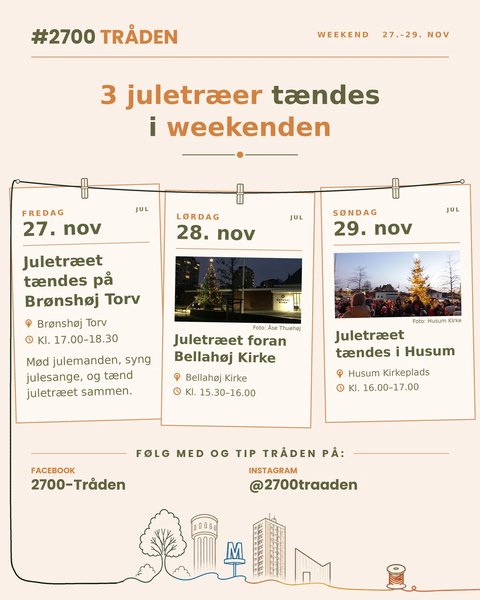 #2700 TRÅDEN
WEEKEND 27.-29. NOV
3 juletræer tændes
i weekenden
FREDAG
JUL
27. nov
Juletræet
tændes på
Brønshøj Torv
Brønshøj Torv
Kl. 17.00-18.30
Mød julemanden, syng
julesange, og tænd
juletræet sammen.
LØRDAG
JUL
28. nov
Foto: Åse Thuehøj
Juletræet foran
Bellahøj Kirke
Bellahøj Kirke
Kl. 15.30-16.00
SØNDAG
JUL
29. nov
Foto: Husum Kirke
Juletræet
tændes i Husum
Husum Kirkeplads
Kl. 16.00-17.00
FØLG MED OG TIP TRÅDEN PÅ:
FACEBOOK
2700-Tråden
INSTAGRAM
@2700traaden
M